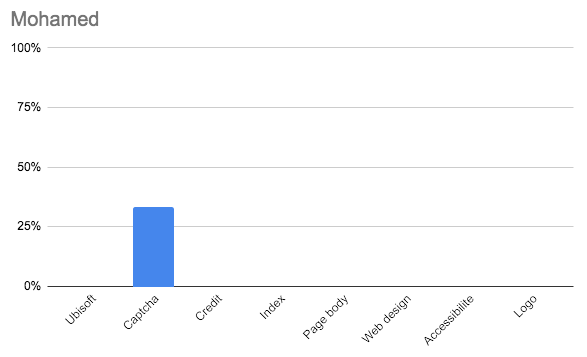 Mohamed
100%
75%
50%
25%
0%
Ubisoft
Captcha
Credit
Index
Page body
Web design
Accessibilite
Logo